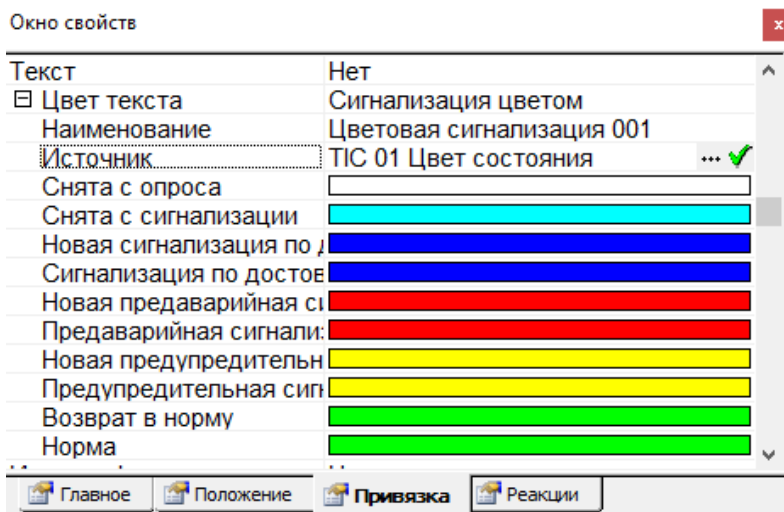 Окно свойств
x
Текст Нет
Цвет текста Сигнализация цветом
Наименование Цветовая сигнализация 001
Источник TIC 01 Цвет состояния ...
Снята с опроса
Снята с сигнализации
Новая сигнализация по
Сигнализация по достов
Новая предаварийная
Предаварийная сигнали
Новая предупредительн
Предупредительная сиг
Возврат в норму
Норма
Главное Положение Привязка Реакции